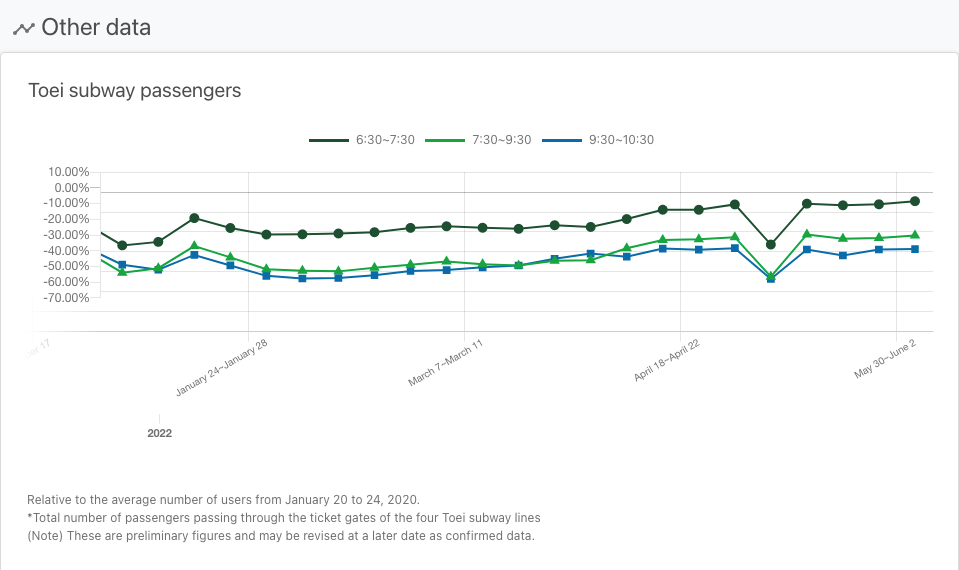 Other data
Toei subway passengers
6:30~7:30 7:30~9:30 9:30~10:30
10.00%
0.00%
-10.00%
-20.00%
-30.00%
-40.00%
-50.00%
-60.00%
-70.00%
17
January 24~January 28
March 7~March 11
April 18~April 22
May 30~June 2
2022
Relative to the average number of users from January 20 to 24, 2020.
*Total number of passengers passing through the ticket gates of the four Toei subway lines
(Note) These are preliminary figures and may be revised at a later date as confirmed data.